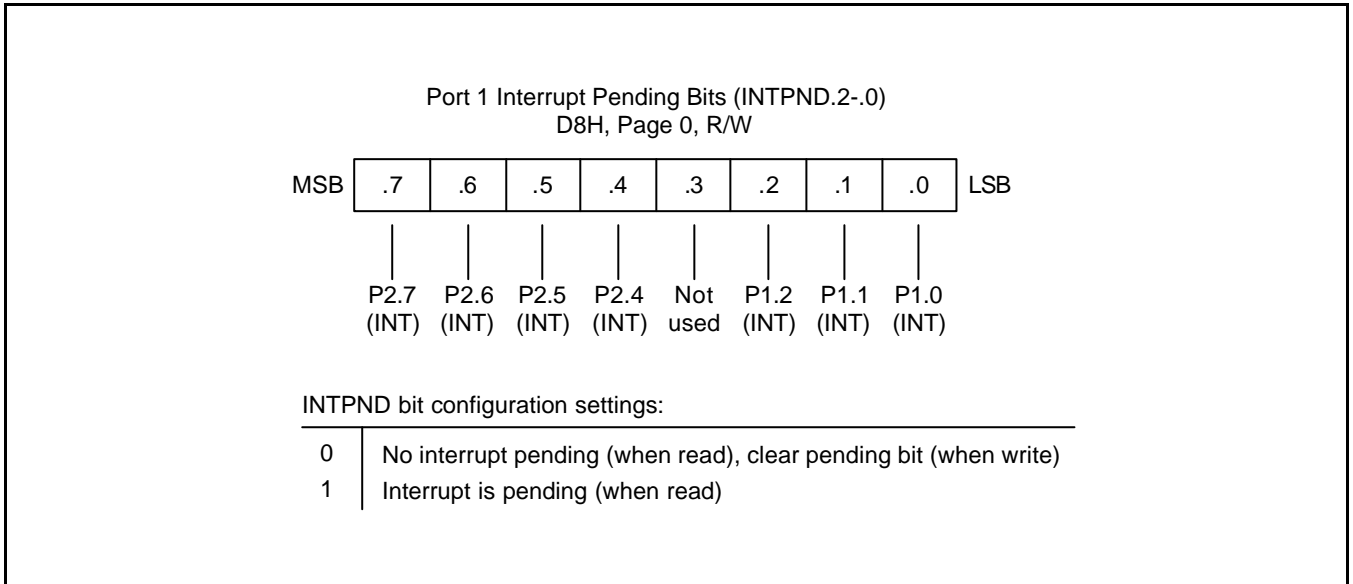 Port 1 Interrupt Pending Bits (INTPND.2-.0)
D8H, Page 0, R/W
MSB .7 .6 .5 .4 .3 .2 .1 .0 LSB
P2.7 P2.6 P2.5 P2.4 Not P1.2 P1.1 P1.0
(INT) (INT) (INT) (INT) used (INT) (INT) (INT)
INTPND bit configuration settings:
0 No interrupt pending (when read), clear pending bit (when write)
1 Interrupt is pending (when read)